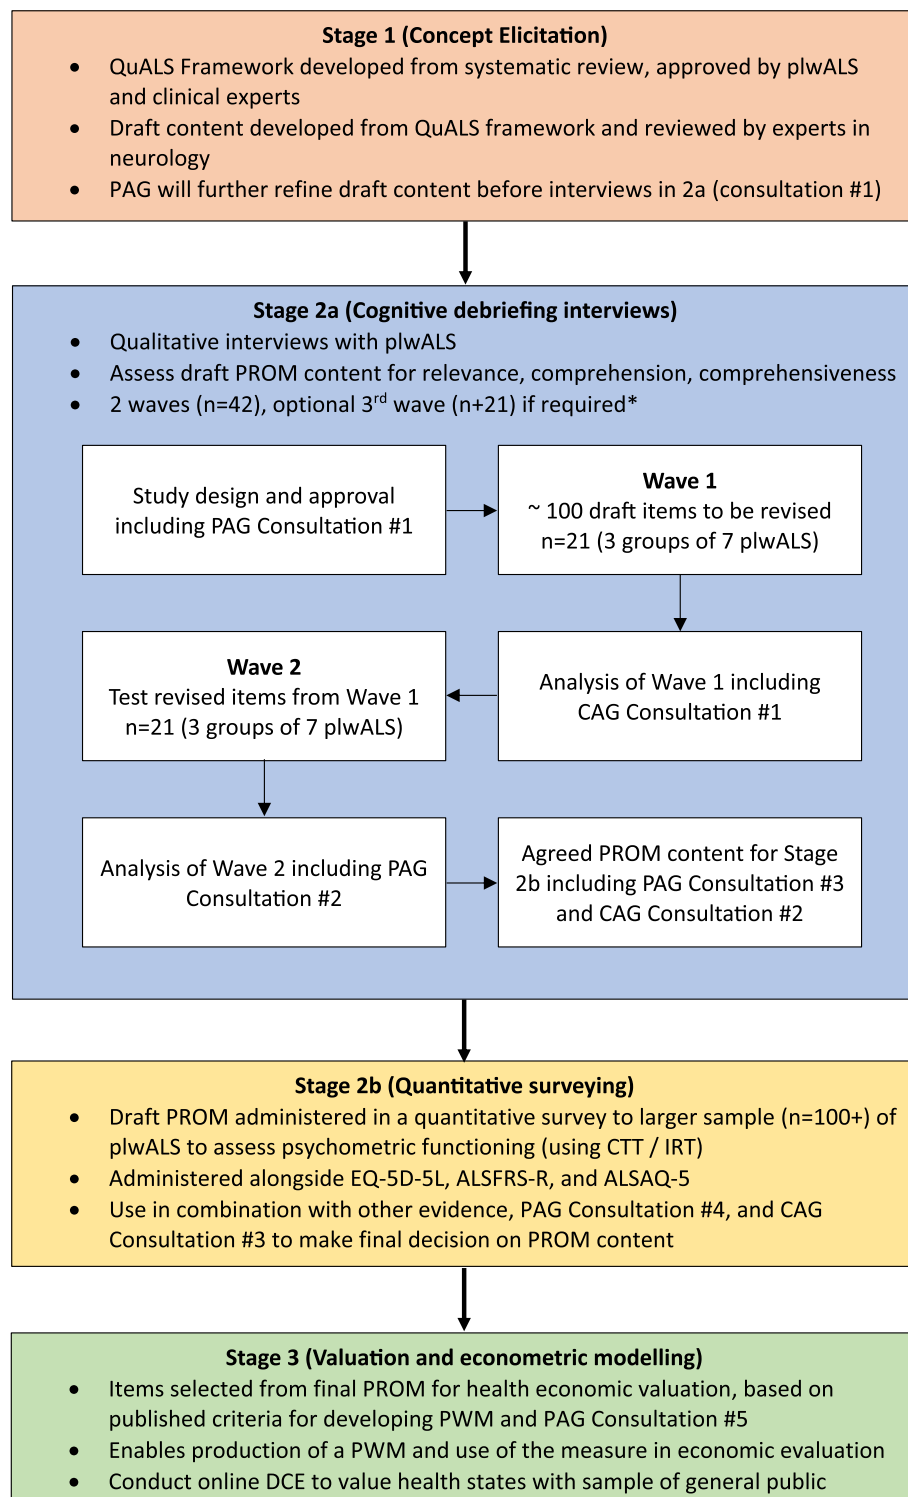 Stage 1 (Concept Elicitation)
• QuALS Framework developed from systematic review, approved by plwALS
and clinical experts
• Draft content developed from QuALS framework and reviewed by experts in
neurology
• PAG will further refine draft content before interviews in 2a (consultation #1)
Stage 2a (Cognitive debriefing interviews)
• Qualitative interviews with plwALS
• Assess draft PROM content for relevance, comprehension, comprehensiveness
• 2 waves (n=42), optional 3rd wave (n+21) if required*
Study design and approval
including PAG Consultation #1
Wave 1
~ 100 draft items to be revised
n=21 (3 groups of 7 plwALS)
Analysis of Wave 1 including
CAG Consultation #1
Wave 2
Test revised items from Wave 1
n=21 (3 groups of 7 plwALS)
Analysis of Wave 2 including PAG
Consultation #2
Agreed PROM content for Stage
2b including PAG Consultation #3
and CAG Consultation #2
Stage 2b (Quantitative surveying)
• Draft PROM administered in a quantitative survey to larger sample (n=100+) of
plwALS to assess psychometric functioning (using CTT / IRT)
• Administered alongside EQ-5D-5L, ALSFRS-R, and ALSAQ-5
• Use in combination with other evidence, PAG Consultation #4, and CAG
Consultation #3 to make final decision on PROM content
Stage 3 (Valuation and econometric modelling)
• Items selected from final PROM for health economic valuation, based on
published criteria for developing PWM and PAG Consultation #5
• Enables production of a PWM and use of the measure in economic evaluation
• Conduct online DCE to value health states with sample of general public